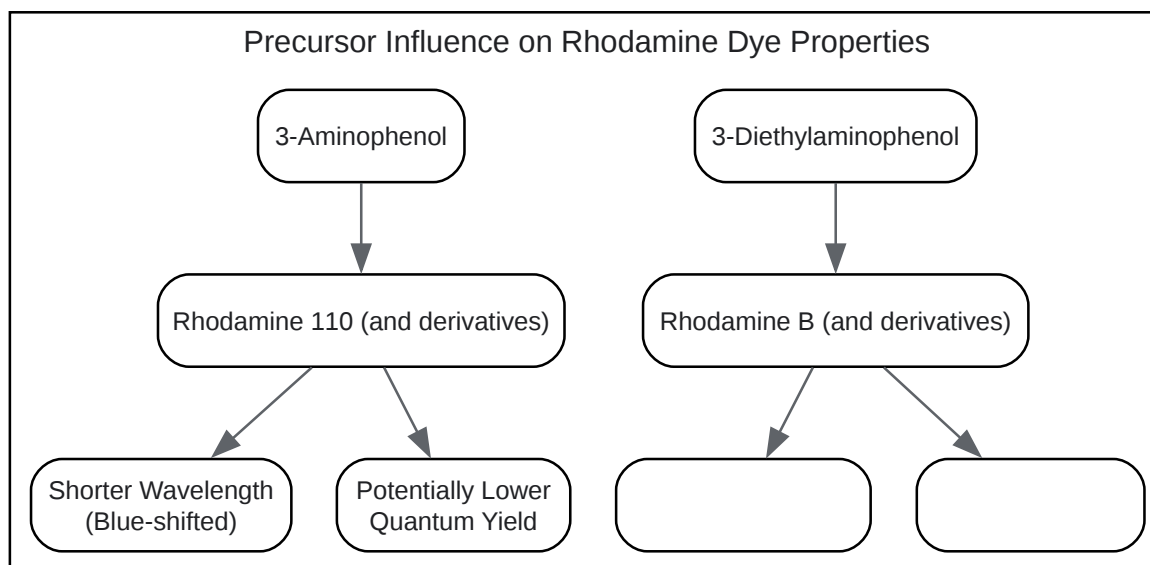 Precursor Influence on Rhodamine Dye Properties
3-Aminophenol
3-Diethylaminophenol
Rhodamine 110 (and derivatives)
Rhodamine B (and derivatives)
Shorter Wavelength
(Blue-shifted)
Potentially Lower
Quantum Yield